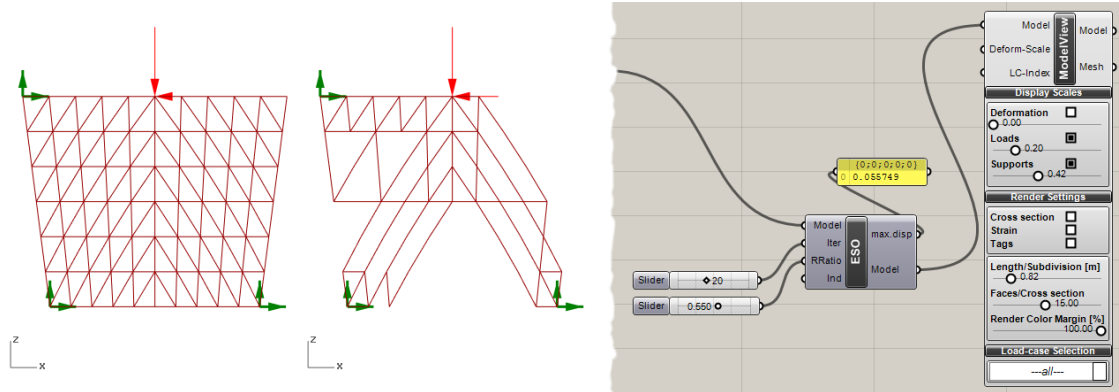 z
x
z
x
Model
Deform-Scale
LC-Index
ModelView
Model
Mesh
Display Scales
Deformation
0.00
Loads
0.20
Supports
0.42
Render Settings
Cross section
Strain
Tags
Length/Subdivision [m]
0.82
Faces/Cross section
15.00
Render Color Margin [%]
100.00
Load-case Selection
---all---
{0;0;0;0;0}
0 0.055749
Model
Iter
RRatio
Ind
ESO
max.disp
Model
Slider 20
Slider 0.550